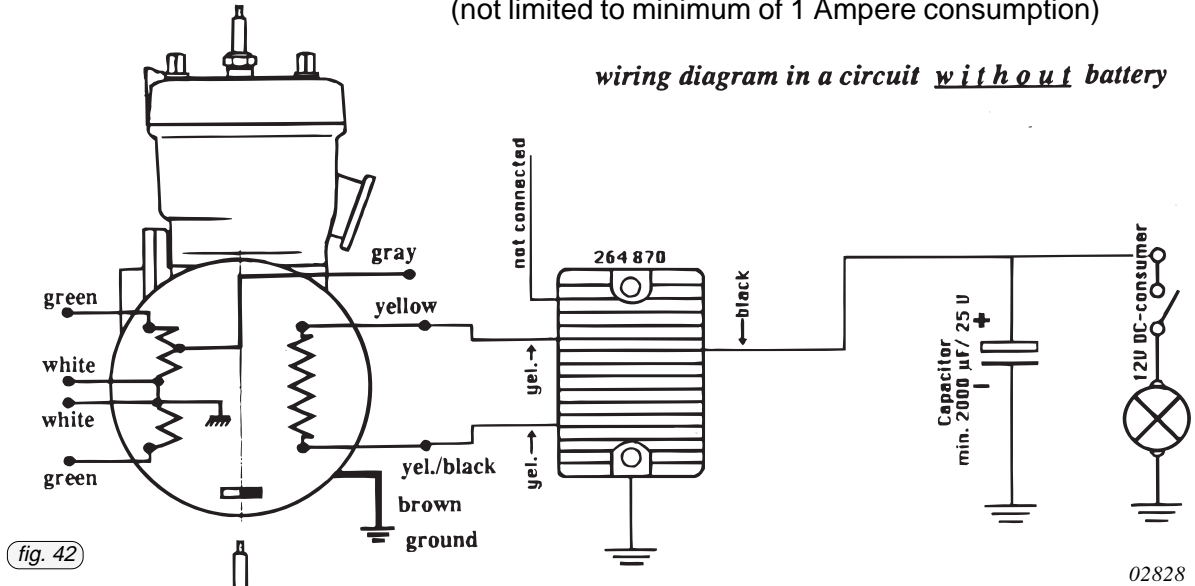 (not limited to minimum of 1 Ampere consumption)
wiring diagram in a circuit without battery
not connected
264 870
gray
green
yellow
black
12V DC-consumer
Capacitor
min. 2000 µF/ 25 V
+
−
yel.
white
white
yel.
green
yel./black
brown
ground
fig. 42
02828